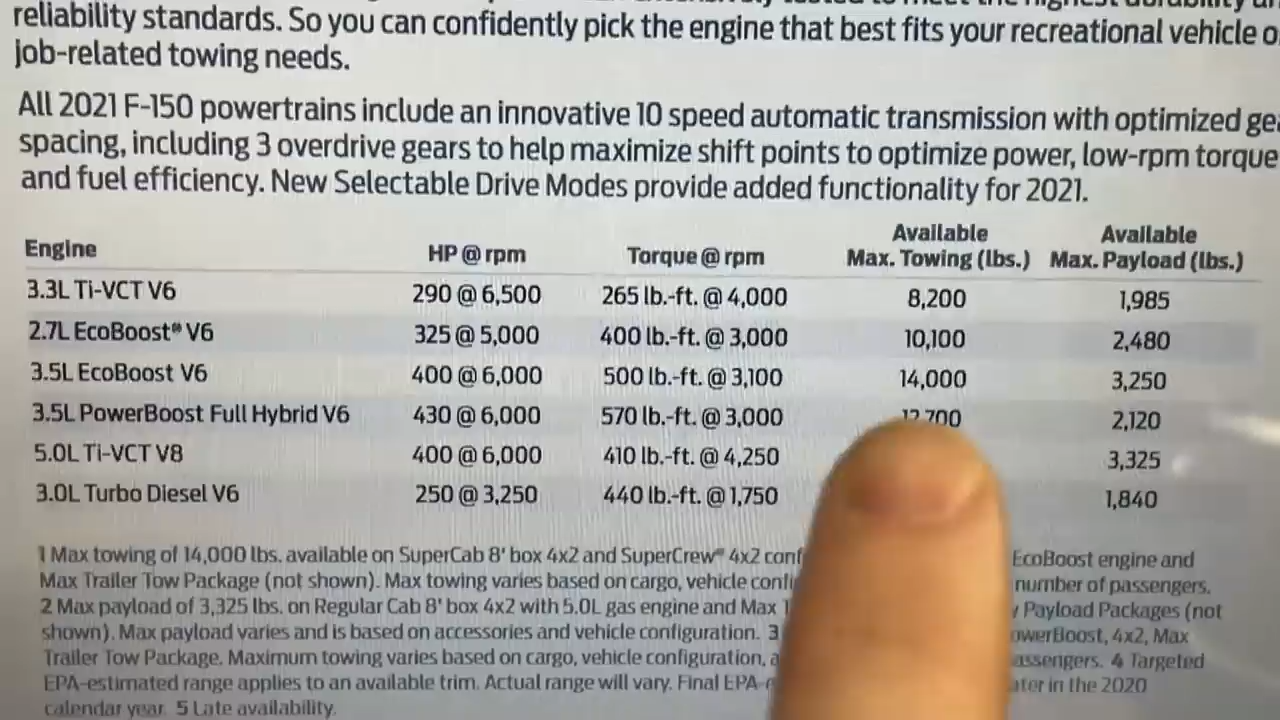 reliability standards. So you can confidently pick the engine that best fits your recreational vehicle o
job-related towing needs.
All 2021 F-150 powertrains include an innovative 10 speed automatic transmission with optimized gea
spacing, including 3 overdrive gears to help maximize shift points to optimize power, low-rpm torque
and fuel efficiency. New Selectable Drive Modes provide added functionality for 2021.
Engine HP @ rpm Torque @ rpm Available Max. Towing (lbs.) Available Max. Payload (lbs.)
3.3L Ti-VCT V6 290 @ 6,500 265 lb.-ft. @ 4,000 8,200 1,985
2.7L EcoBoost® V6 325 @ 5,000 400 lb.-ft. @ 3,000 10,100 2,480
3.5L EcoBoost V6 400 @ 6,000 500 lb.-ft. @ 3,100 14,000 3,250
3.5L PowerBoost Full Hybrid V6 430 @ 6,000 570 lb.-ft. @ 3,000 12,700 2,120
5.0L Ti-VCT V8 400 @ 6,000 410 lb.-ft. @ 4,250 3,325
3.0L Turbo Diesel V6 250 @ 3,250 440 lb.-ft. @ 1,750 1,840
1 Max towing of 14,000 lbs. available on SuperCab 8' box 4x2 and SuperCrew® 4x2 conf EcoBoost engine and
Max Trailer Tow Package (not shown). Max towing varies based on cargo, vehicle confi number of passengers.
2 Max payload of 3,325 lbs. on Regular Cab 8' box 4x2 with 5.0L gas engine and Max Payload Packages (not
shown). Max payload varies and is based on accessories and vehicle configuration. 3 owerBoost, 4x2, Max
Trailer Tow Package. Maximum towing varies based on cargo, vehicle configuration, a assengers. 4 Targeted
EPA-estimated range applies to an available trim. Actual range will vary. Final EPA- ater in the 2020
calendar year. 5 Late availability.